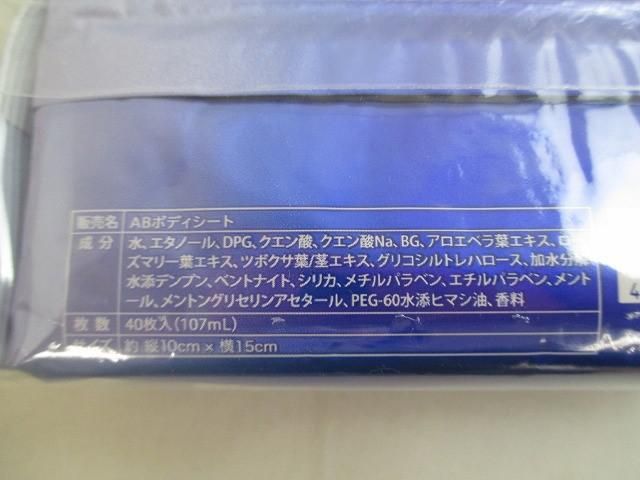 販売名 ABボディシート
成分 水、エタノール、DPG、クエン酸、クエン酸Na、BG、アロエベラ葉エキス、ロー
ズマリー葉エキス、ツボクサ葉/茎エキス、グリコシルトレハロース、加水分解
水添デンプン、ベントナイト、シリカ、メチルパラベン、エチルパラベン、メント
ール、メントングリセリンアセタール、PEG-60水添ヒマシ油、香料
枚数 40枚入(107mL)
サイズ 約 縦10cm×横15cm
4